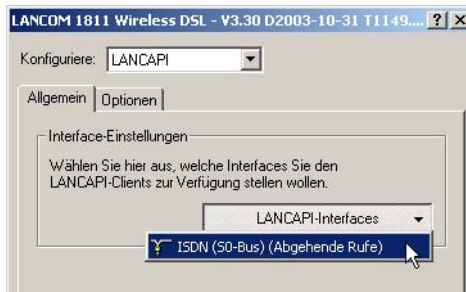 LANCOM 1811 Wireless DSL - V3.30 D2003-10-31 T1149....
Konfiguriere: LANCAPI
Allgemein Optionen
Interface-Einstellungen
Wählen Sie hier aus, welche Interfaces Sie den
LANCAPI-Clients zur Verfügung stellen wollen.
LANCAPI-Interfaces
ISDN (S0-Bus) (Abgehende Rufe)